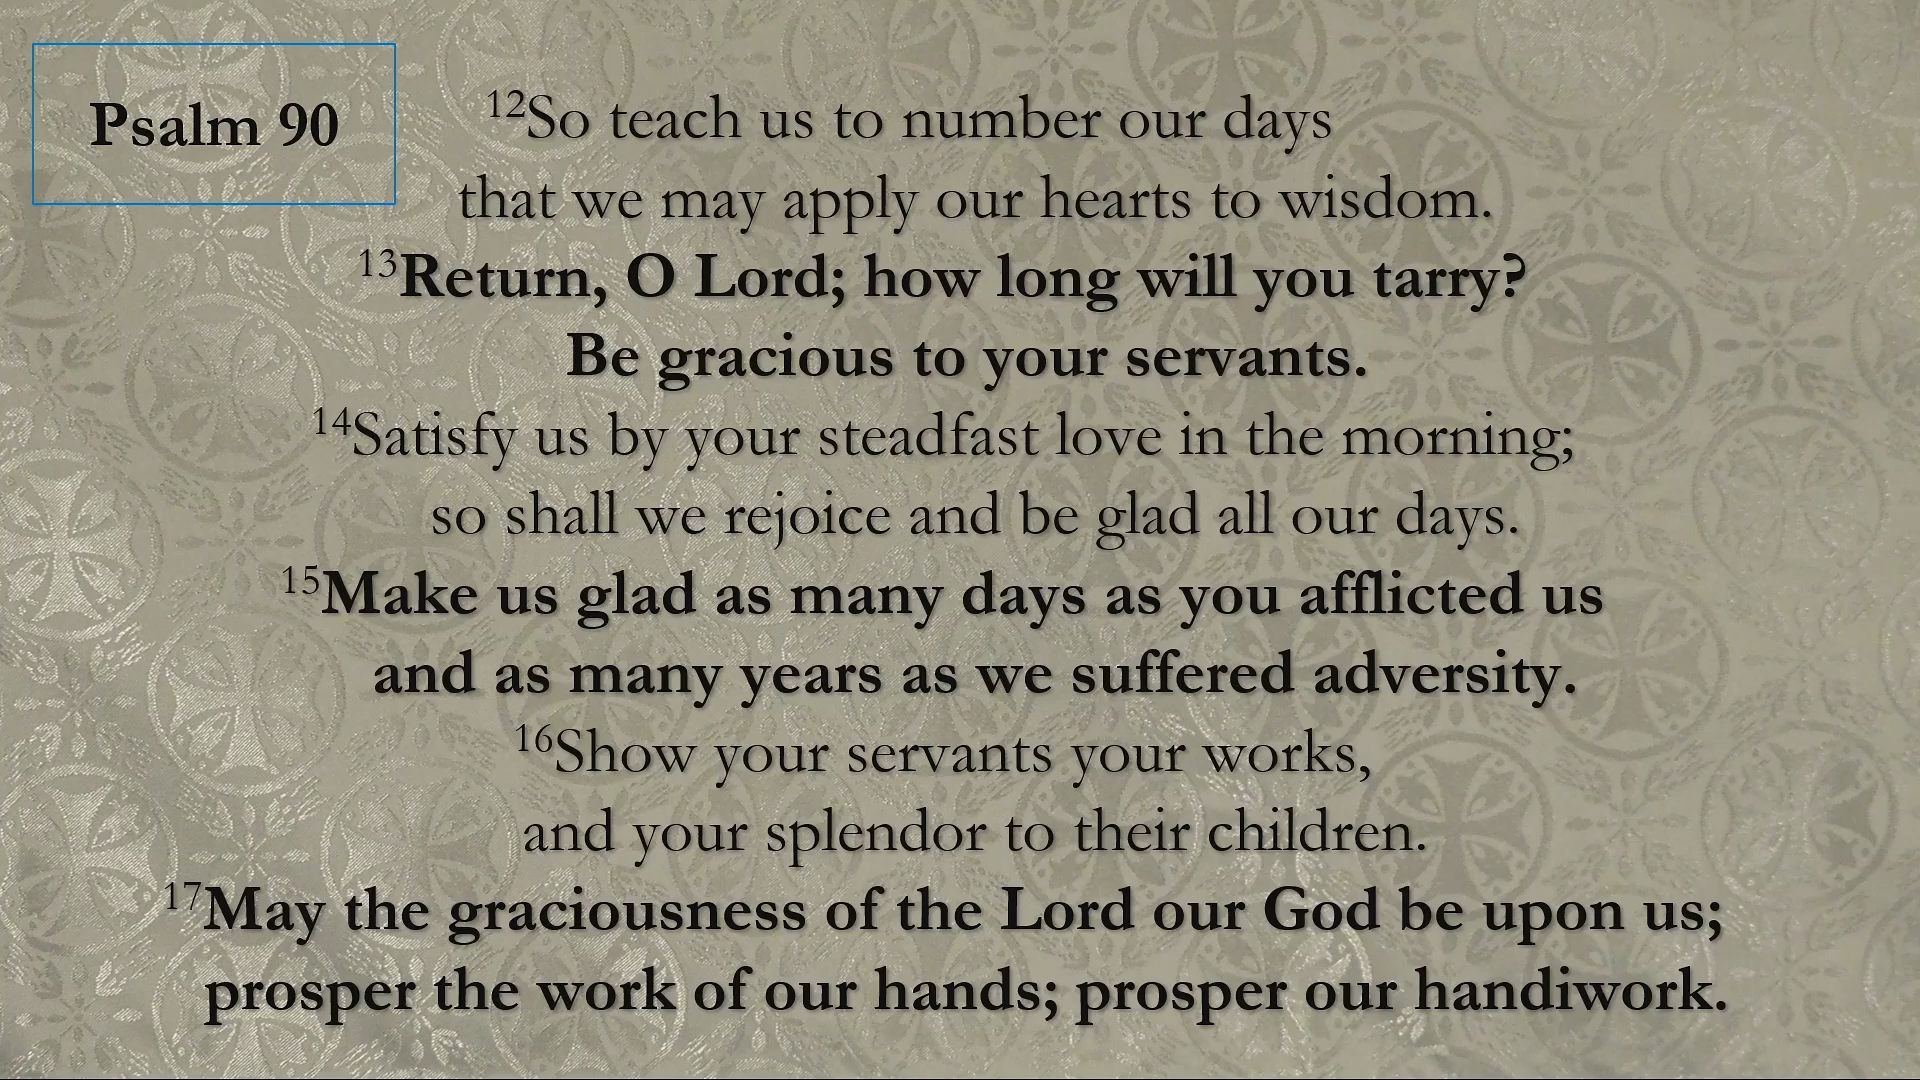 Psalm 90
12So teach us to number our days
that we may apply our hearts to wisdom.
13Return, O Lord; how long will you tarry?
Be gracious to your servants.
14Satisfy us by your steadfast love in the morning;
so shall we rejoice and be glad all our days.
15Make us glad as many days as you afflicted us
and as many years as we suffered adversity.
16Show your servants your works,
and your splendor to their children.
17May the graciousness of the Lord our God be upon us;
prosper the work of our hands; prosper our handiwork.